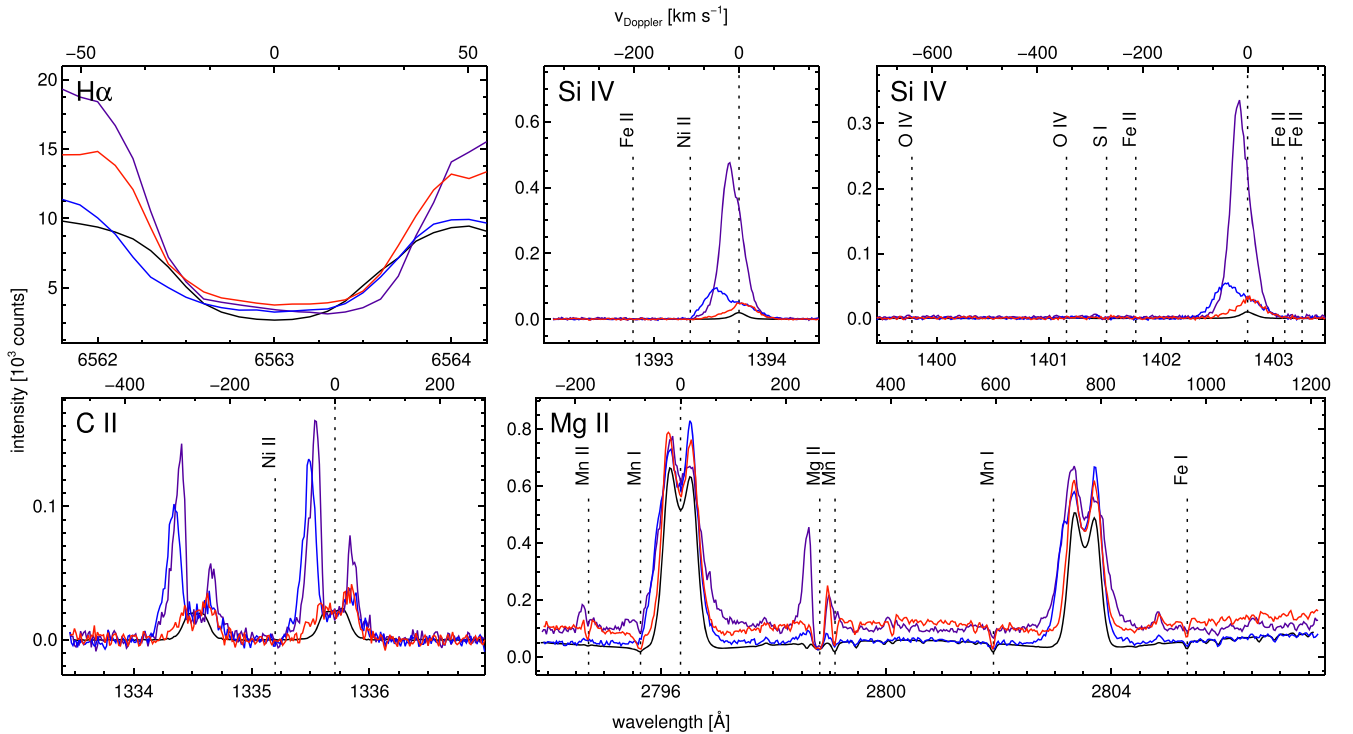 v_Doppler [km s⁻¹]
−50 0 50
−200 0
−600 −400 −200 0
Hα
Si IV
Si IV
20
15
10
5
0.6
0.4
0.2
0.0
0.3
0.2
0.1
0.0
Fe II
Ni II
O IV
O IV
S I
Fe II
Fe II
Fe II
6562 6563 6564
1393 1394
1400 1401 1402 1403
intensity [10³ counts]
−400 −200 0 200
−200 0 200 400 600 800 1000 1200
C II
Mg II
0.1
0.0
0.8
0.6
0.4
0.2
0.0
Ni II
Mn II
Mn I
Mg II
Mn I
Mn I
Fe I
1334 1335 1336
2796 2800 2804
wavelength [Å]